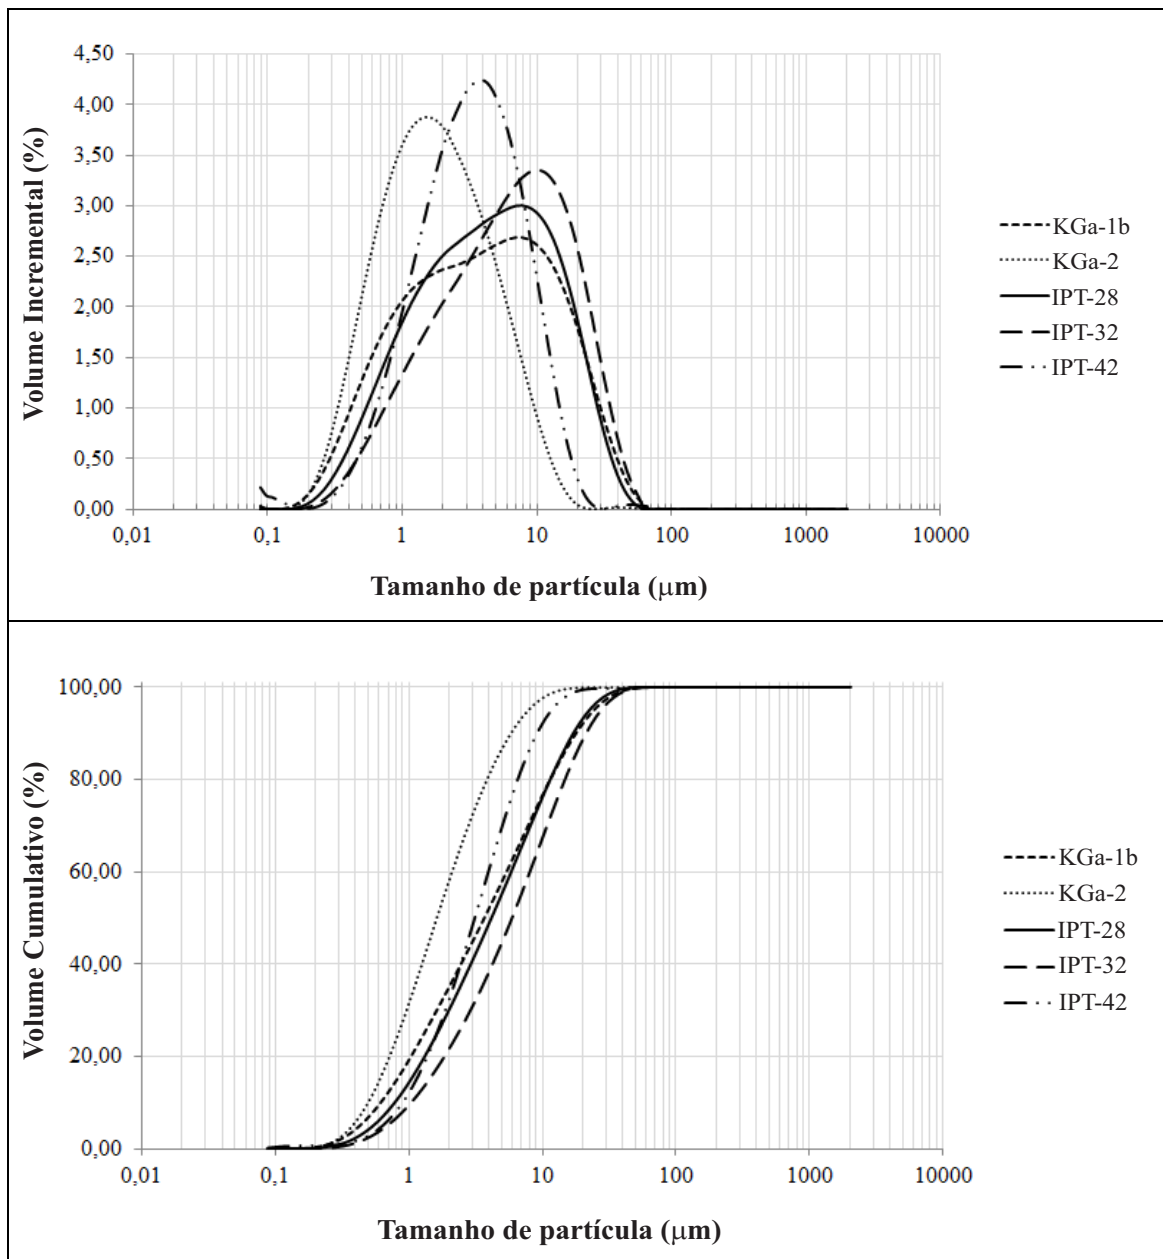 4,50
4,00
3,50
3,00
2,50
2,00
1,50
1,00
0,50
0,00
Volume Incremental (%)
0,01 0,1 1 10 100 1000 10000
Tamanho de partícula (μm)
KGa-1b
KGa-2
IPT-28
IPT-32
IPT-42
100,00
80,00
60,00
40,00
20,00
0,00
Volume Cumulativo (%)
0,01 0,1 1 10 100 1000 10000
Tamanho de partícula (μm)
KGa-1b
KGa-2
IPT-28
IPT-32
IPT-42